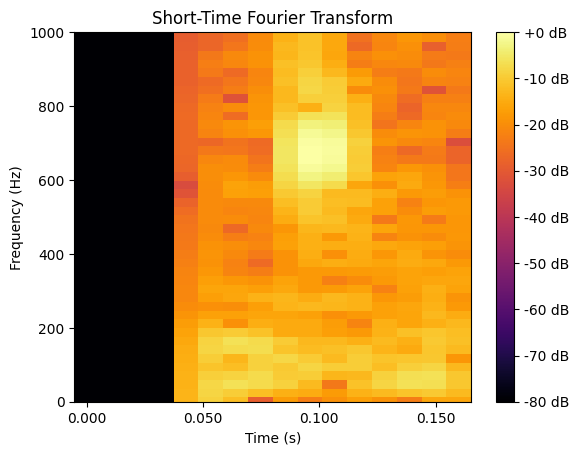 Short-Time Fourier Transform
1000
800
600
400
200
0
Frequency (Hz)
0.000
0.050
0.100
0.150
Time (s)
+0 dB
-10 dB
-20 dB
-30 dB
-40 dB
-50 dB
-60 dB
-70 dB
-80 dB